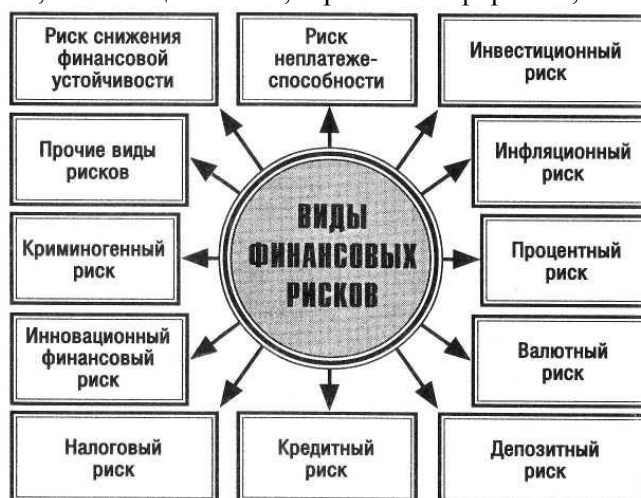 Риск снижения
финансовой
устойчивости
Риск
неплатеже-
способности
Инвестиционный
риск
Прочие виды
рисков
Инфляционный
риск
ВИДЫ
ФИНАНСОВЫХ
РИСКОВ
Криминогенный
риск
Процентный
риск
Инновационный
финансовый
риск
Валютный
риск
Налоговый
риск
Кредитный
риск
Депозитный
риск